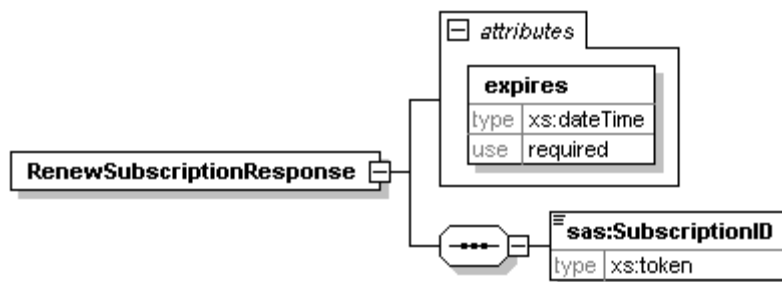 attributes
expires
type xs:dateTime
use required
RenewSubscriptionResponse
sas:SubscriptionID
type xs:token